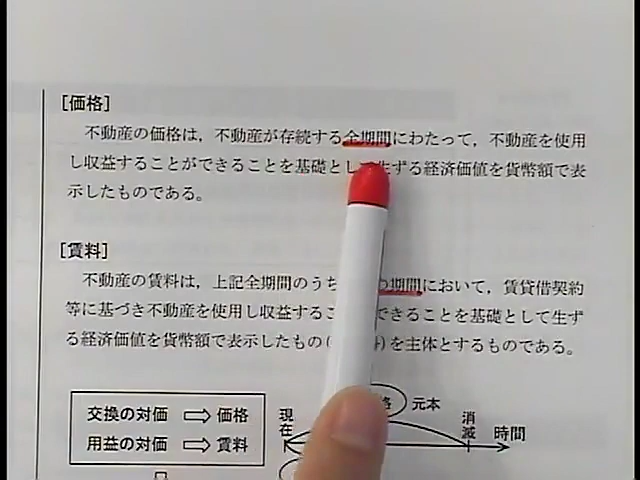 [価格]
不動産の価格は，不動産が存続する全期間にわたって，不動産を使用
し収益することができることを基礎として生ずる経済価値を貨幣額で表
示したものである。
[賃料]
不動産の賃料は，上記全期間のうち の期間において，賃貸借契約
等に基づき不動産を使用し収益するこ できることを基礎として生ず
る経済価値を貨幣額で表示したもの( )を主体とするものである。
交換の対価 ⇨ 価格
用益の対価 ⇨ 賃料
現在
格 元本
消滅
時間